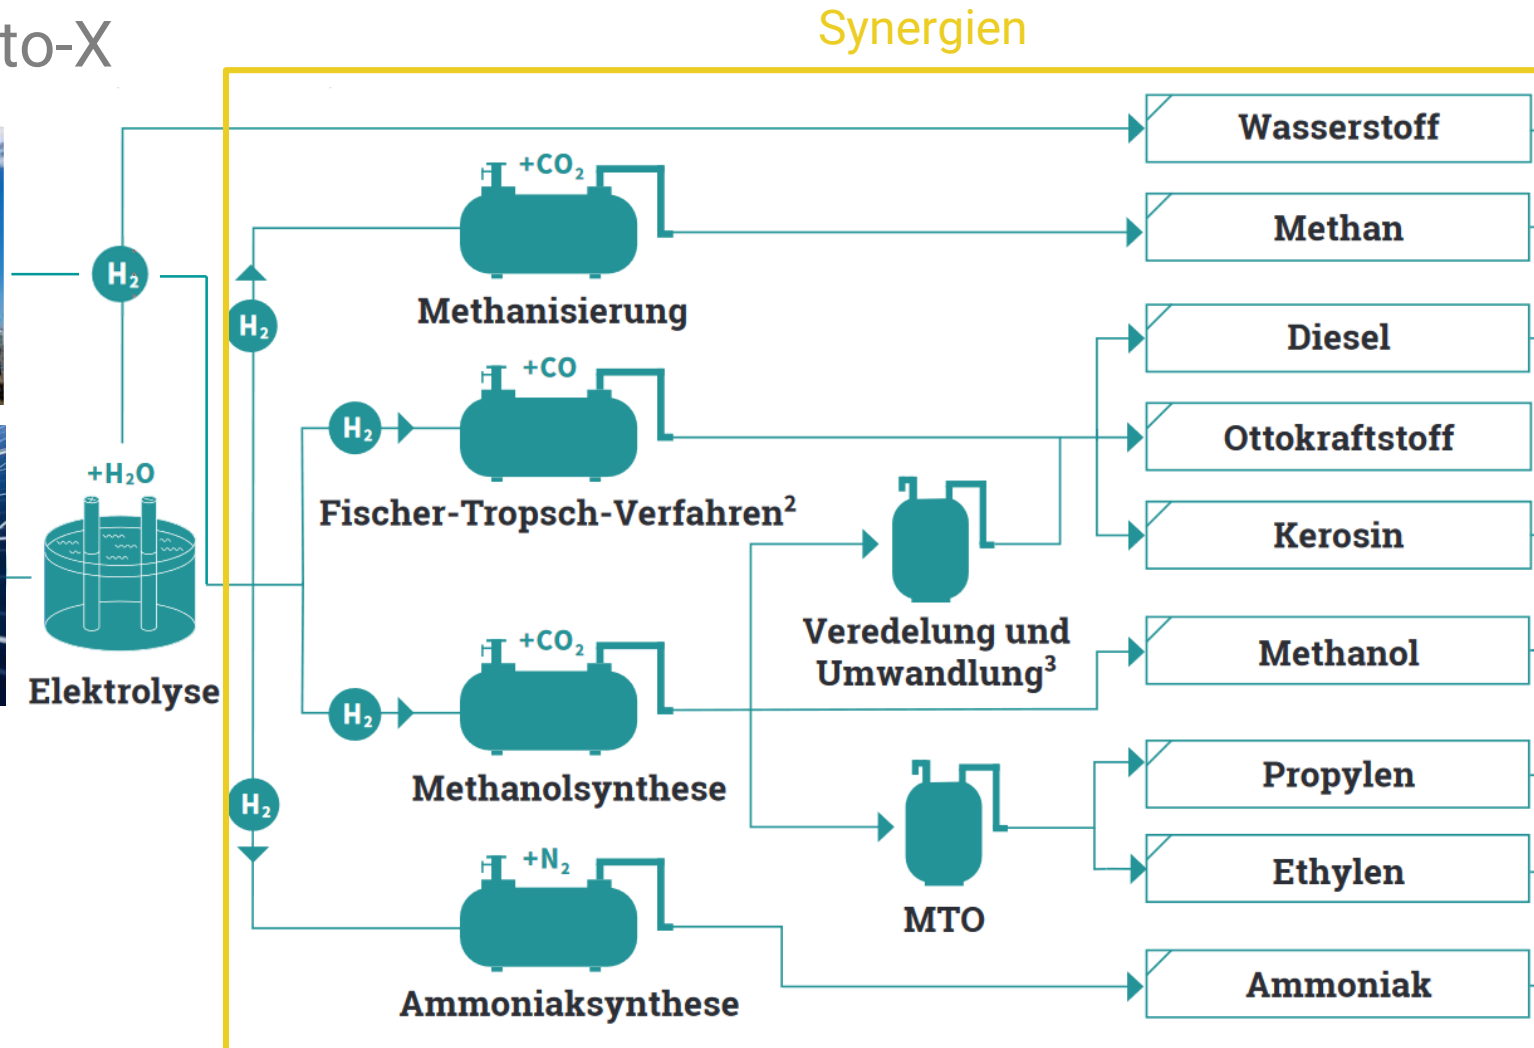 to-X
Synergien
Wasserstoff
+CO₂
Methan
H₂
Methanisierung
H₂
Diesel
+CO
H₂
Ottokraftstoff
+H₂O
Fischer-Tropsch-Verfahren²
Kerosin
Veredelung und
Umwandlung³
+CO₂
Methanol
Elektrolyse
H₂
Methanolsynthese
Propylen
H₂
+N₂
Ethylen
MTO
Ammoniaksynthese
Ammoniak